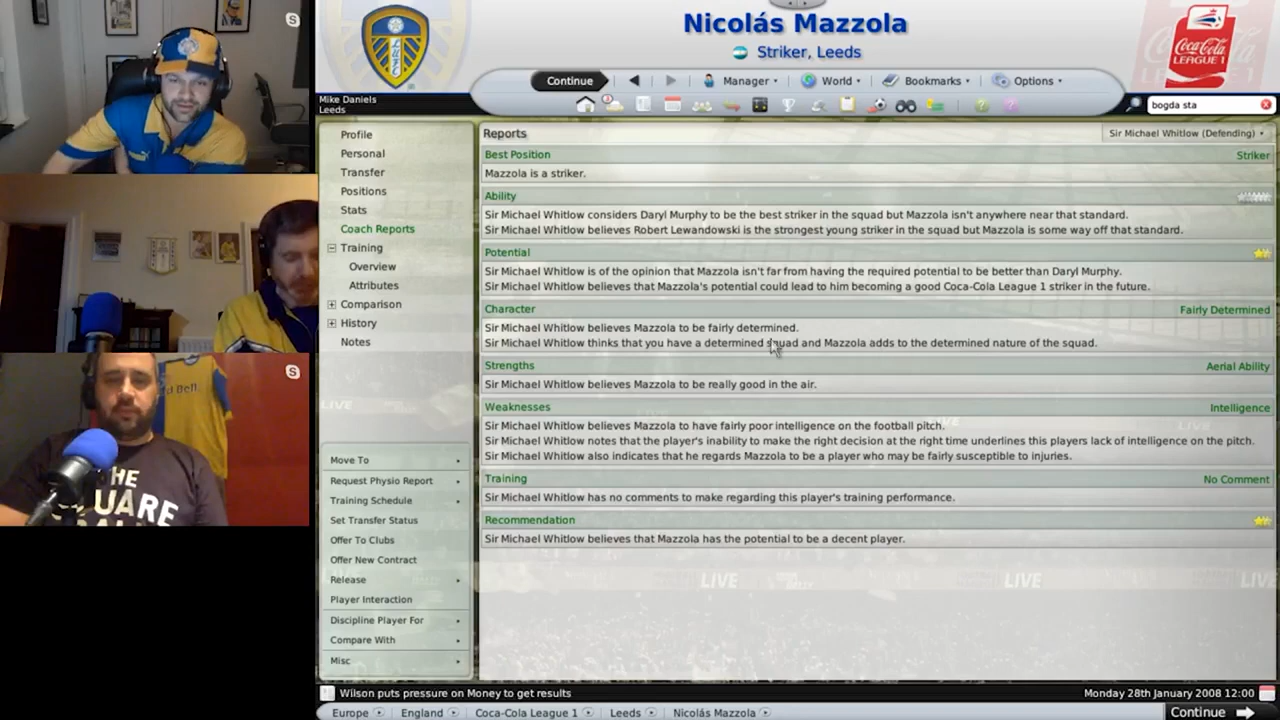 Nicolás Mazzola
Striker, Leeds
LUFC
Coca-Cola
LEAGUE 1
Continue
Manager
World
Bookmarks
Options
Mike Daniels
Leeds
bogda sta
Profile
Personal
Transfer
Positions
Stats
Coach Reports
Training
Overview
Attributes
Comparison
History
Notes
Move To
Request Physio Report
Training Schedule
Set Transfer Status
Offer To Clubs
Offer New Contract
Release
Player Interaction
Discipline Player For
Compare With
Misc
Reports
Sir Michael Whitlow (Defending)
Best Position
Striker
Mazzola is a striker.
Ability
Sir Michael Whitlow considers Daryl Murphy to be the best striker in the squad but Mazzola isn't anywhere near that standard.
Sir Michael Whitlow believes Robert Lewandowski is the strongest young striker in the squad but Mazzola is some way off that standard.
Potential
Sir Michael Whitlow is of the opinion that Mazzola isn't far from having the required potential to be better than Daryl Murphy.
Sir Michael Whitlow believes that Mazzola's potential could lead to him becoming a good Coca-Cola League 1 striker in the future.
Character
Fairly Determined
Sir Michael Whitlow believes Mazzola to be fairly determined.
Sir Michael Whitlow thinks that you have a determined squad and Mazzola adds to the determined nature of the squad.
Strengths
Aerial Ability
Sir Michael Whitlow believes Mazzola to be really good in the air.
Weaknesses
Intelligence
Sir Michael Whitlow believes Mazzola to have fairly poor intelligence on the football pitch.
Sir Michael Whitlow notes that the player's inability to make the right decision at the right time underlines this players lack of intelligence on the pitch.
Sir Michael Whitlow also indicates that he regards Mazzola to be a player who may be fairly susceptible to injuries.
Training
No Comment
Sir Michael Whitlow has no comments to make regarding this player's training performance.
Recommendation
Sir Michael Whitlow believes that Mazzola has the potential to be a decent player.
LIVE
LIVE
LIVE
LIVE
Wilson puts pressure on Money to get results
Monday 28th January 2008 12:00
Europe
England
Coca-Cola League 1
Leeds
Nicolás Mazzola
Continue
d Bell
HE
QUARE